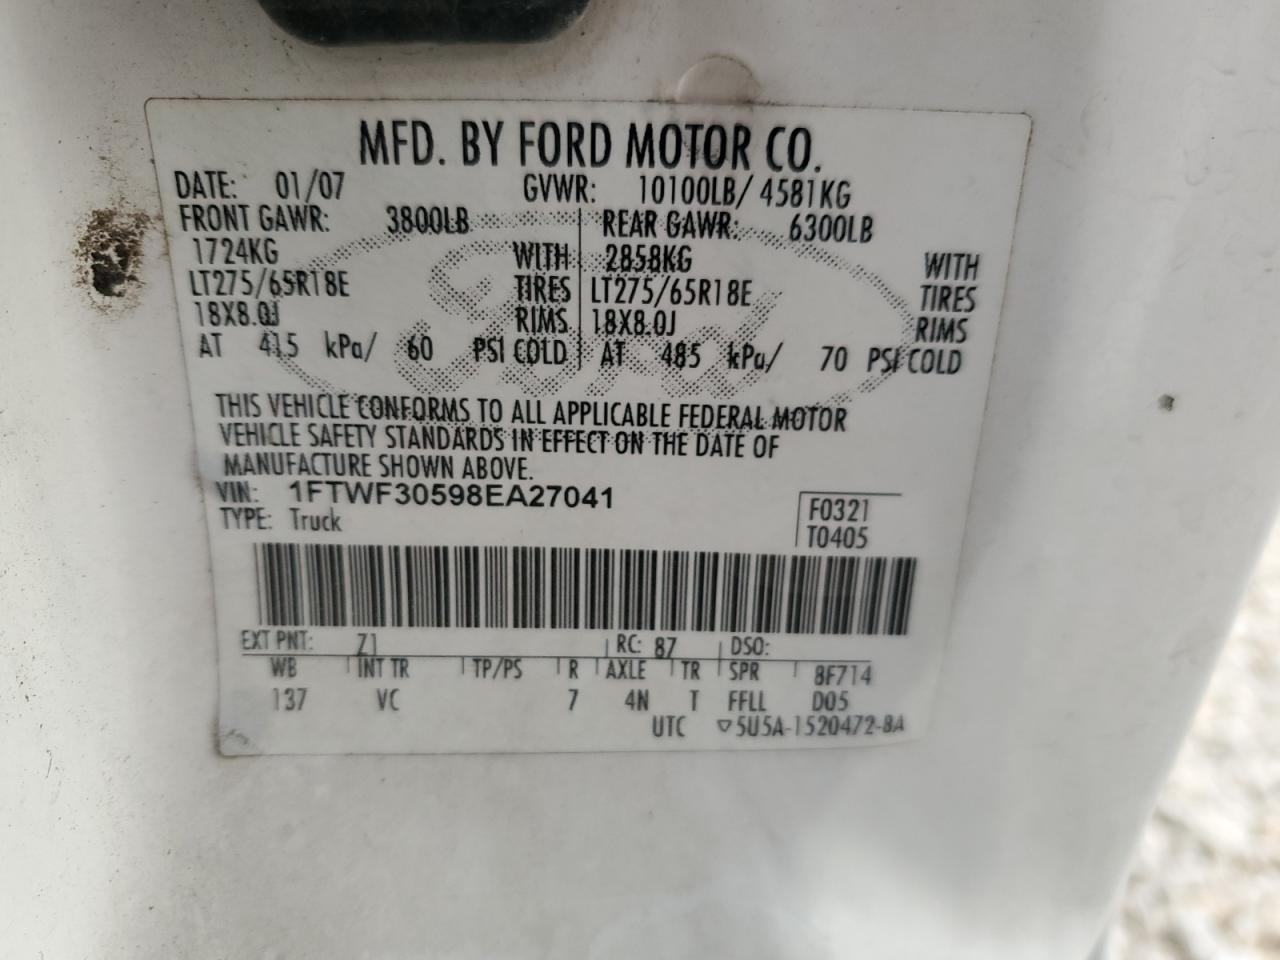 MFD. BY FORD MOTOR CO.
DATE: 01/07 GVWR: 10100LB/ 4581KG
FRONT GAWR: 3800LB REAR GAWR: 6300LB
1724KG WITH 2858KG WITH
LT275/65R18E TIRES LT275/65R18E TIRES
18X8.0J RIMS 18X8.0J RIMS
AT 415 kPa/ 60 PSI COLD AT 485 kPa/ 70 PSI COLD
Ford
THIS VEHICLE CONFORMS TO ALL APPLICABLE FEDERAL MOTOR
VEHICLE SAFETY STANDARDS IN EFFECT ON THE DATE OF
MANUFACTURE SHOWN ABOVE.
VIN: 1FTWF30598EA27041
TYPE: Truck
F0321
T0405
EXT PNT: Z1 RC: 87 DSO:
WB INT TR TP/PS R AXLE TR SPR 8F714
137 VC 7 4N T FFLL D05
UTC ▽5U5A-1520472-8A